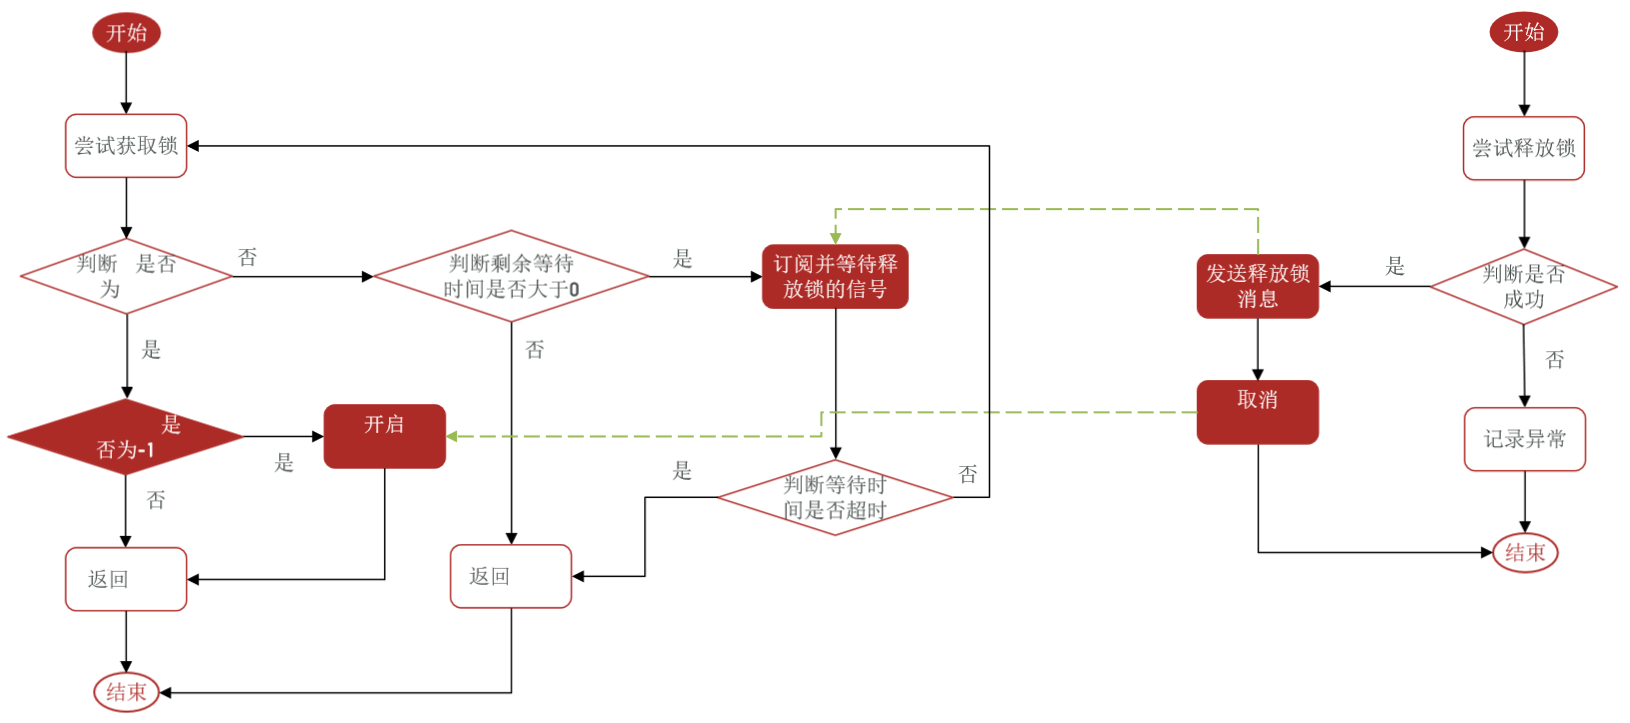 开始
尝试获取锁
判断 是否
为
否
是
是
否为-1
是
否
开启
返回
结束
判断剩余等待
时间是否大于0
是
否
订阅并等待释
放锁的信号
判断等待时
间是否超时
是
否
返回
开始
尝试释放锁
判断是否
成功
是
否
发送释放锁
消息
取消
记录异常
结束